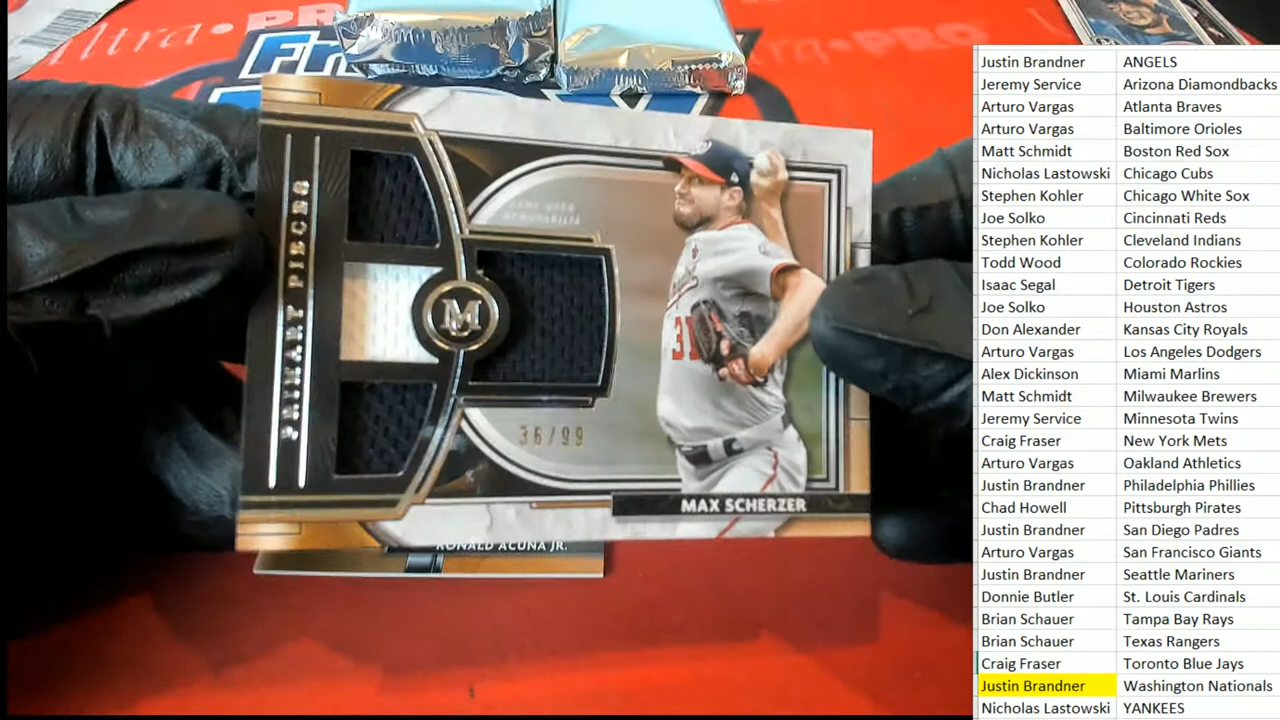 ltra•PRO
ltra•PRO
Fr
PRIMARY PIECES
M
GAME-USED
MEMORABILIA
36/99
MAX SCHERZER
31
RONALD ACUNA JR.
Justin Brandner ANGELS
Jeremy Service Arizona Diamondbacks
Arturo Vargas Atlanta Braves
Arturo Vargas Baltimore Orioles
Matt Schmidt Boston Red Sox
Nicholas Lastowski Chicago Cubs
Stephen Kohler Chicago White Sox
Joe Solko Cincinnati Reds
Stephen Kohler Cleveland Indians
Todd Wood Colorado Rockies
Isaac Segal Detroit Tigers
Joe Solko Houston Astros
Don Alexander Kansas City Royals
Arturo Vargas Los Angeles Dodgers
Alex Dickinson Miami Marlins
Matt Schmidt Milwaukee Brewers
Jeremy Service Minnesota Twins
Craig Fraser New York Mets
Arturo Vargas Oakland Athletics
Justin Brandner Philadelphia Phillies
Chad Howell Pittsburgh Pirates
Justin Brandner San Diego Padres
Arturo Vargas San Francisco Giants
Justin Brandner Seattle Mariners
Donnie Butler St. Louis Cardinals
Brian Schauer Tampa Bay Rays
Brian Schauer Texas Rangers
Craig Fraser Toronto Blue Jays
Justin Brandner Washington Nationals
Nicholas Lastowski YANKEES